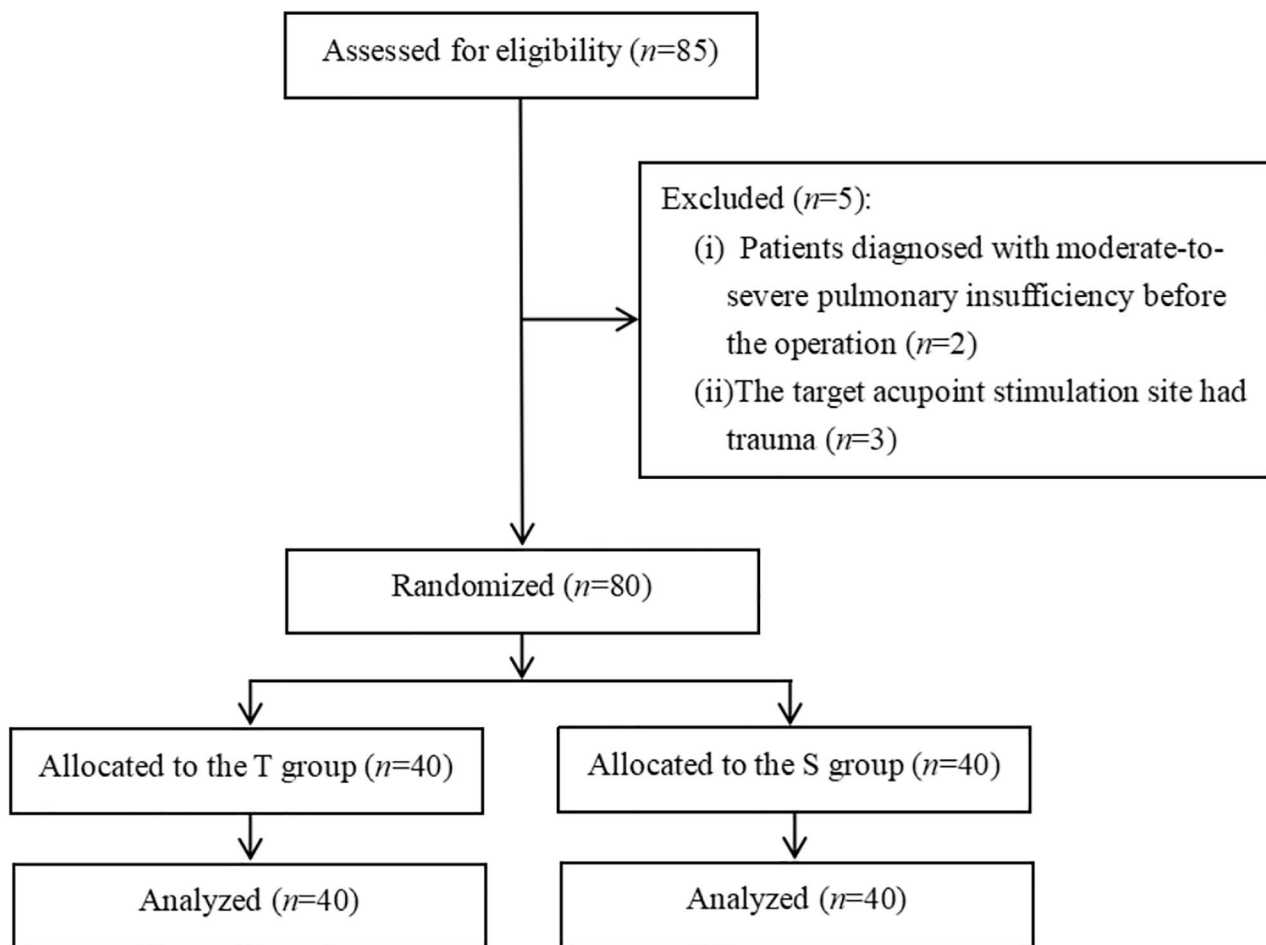 Assessed for eligibility (n=85)
Excluded (n=5):
(i) Patients diagnosed with moderate-to-
severe pulmonary insufficiency before
the operation (n=2)
(ii)The target acupoint stimulation site had
trauma (n=3)
Randomized (n=80)
Allocated to the T group (n=40)
Allocated to the S group (n=40)
Analyzed (n=40)
Analyzed (n=40)